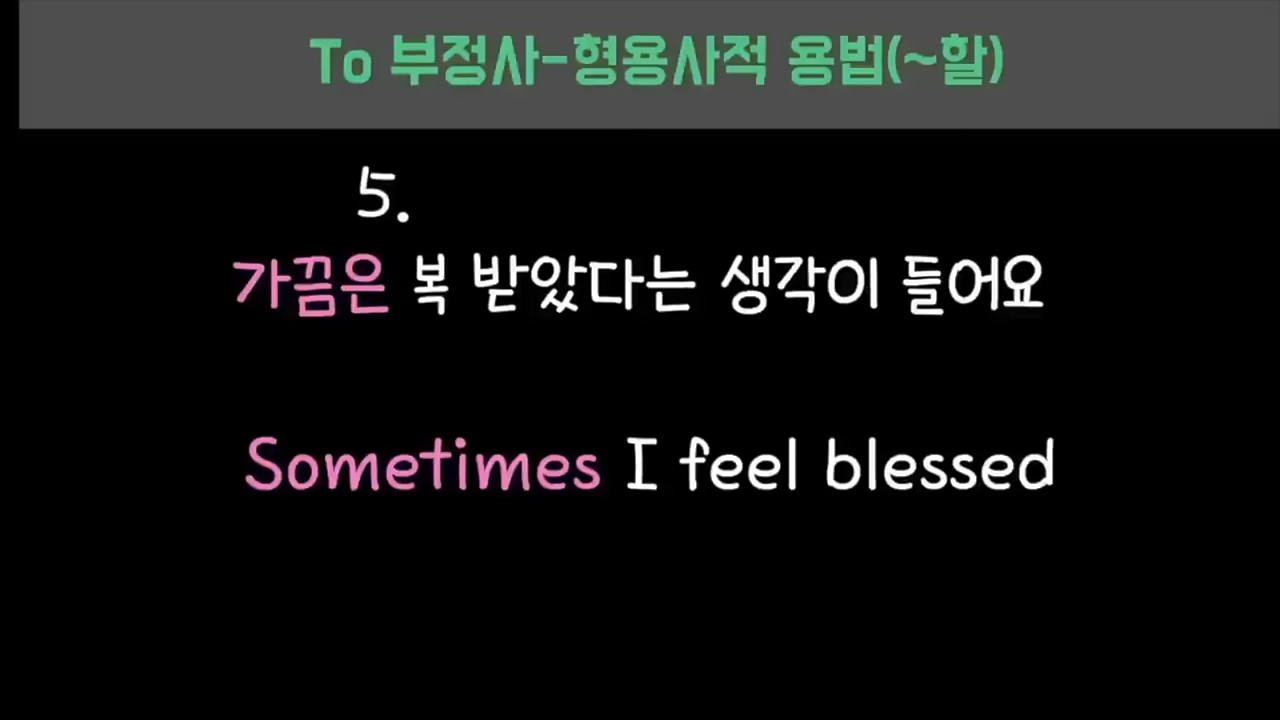 To 부정사-형용사적 용법(~할)
5.
가끔은 복 받았다는 생각이 들어요
Sometimes I feel blessed